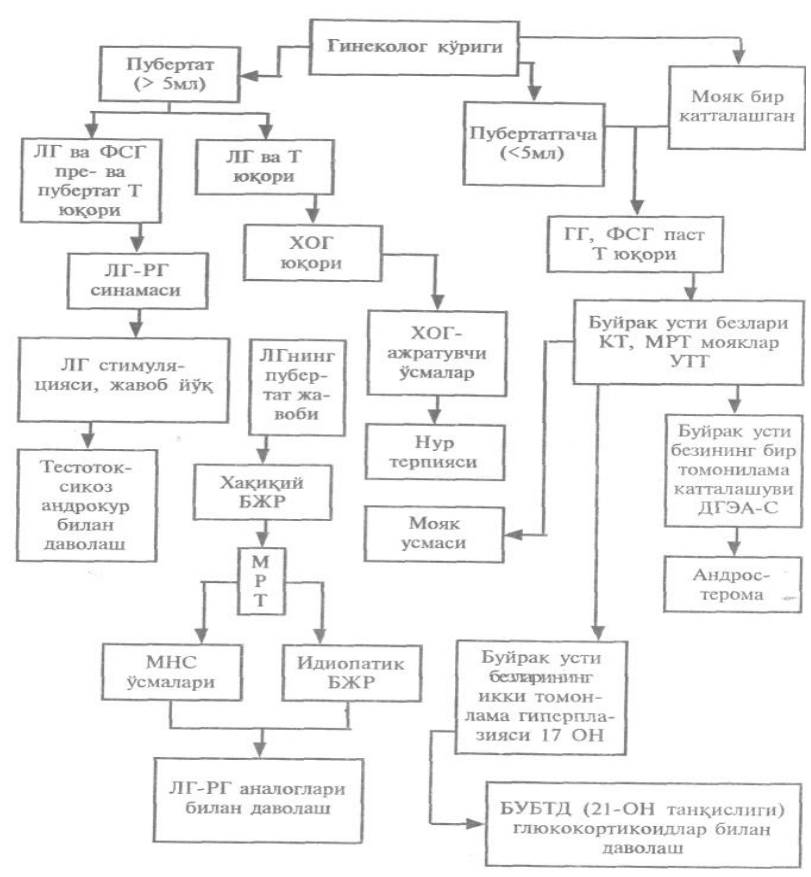 Гинеколог кўриги
Пубертат
(> 5мл)
Мояк бир
катталашган
Пубертатгача
(<5мл)
ЛГ ва ФСГ
пре- ва
пубертат Т
юқори
ЛГ ва Т
юқори
ХОГ
юқори
ГГ, ФСГ паст
Т юқори
ЛГ-РГ
синамаси
Буйрак усти безлари
КТ, МРТ мояклар
УТТ
ХОГ-
ажратувчи
ўсмалар
ЛГнинг
пубер-
тат жа-
воби
ЛГ стимуля-
цияси, жавоб йўқ
Нур
терпияси
Буйрак усти
безининг бир
томонилама
катталашуви
ДГЭА-С
Тестоток-
сикоз
андрокур
билан
даволаш
Хақиқий
БЖР
Мояк
усмаси
М
Р
Т
Андрос-
терома
МНС
ўсмалари
Идиопатик
БЖР
Буйрак усти
безларининг
икки томон-
лама гиперпла-
зияси 17 ОН
ЛГ-РГ аналоглари
билан даволаш
БУБТД (21-ОН танқислиги)
глюкокортикоидлар билан
даволаш